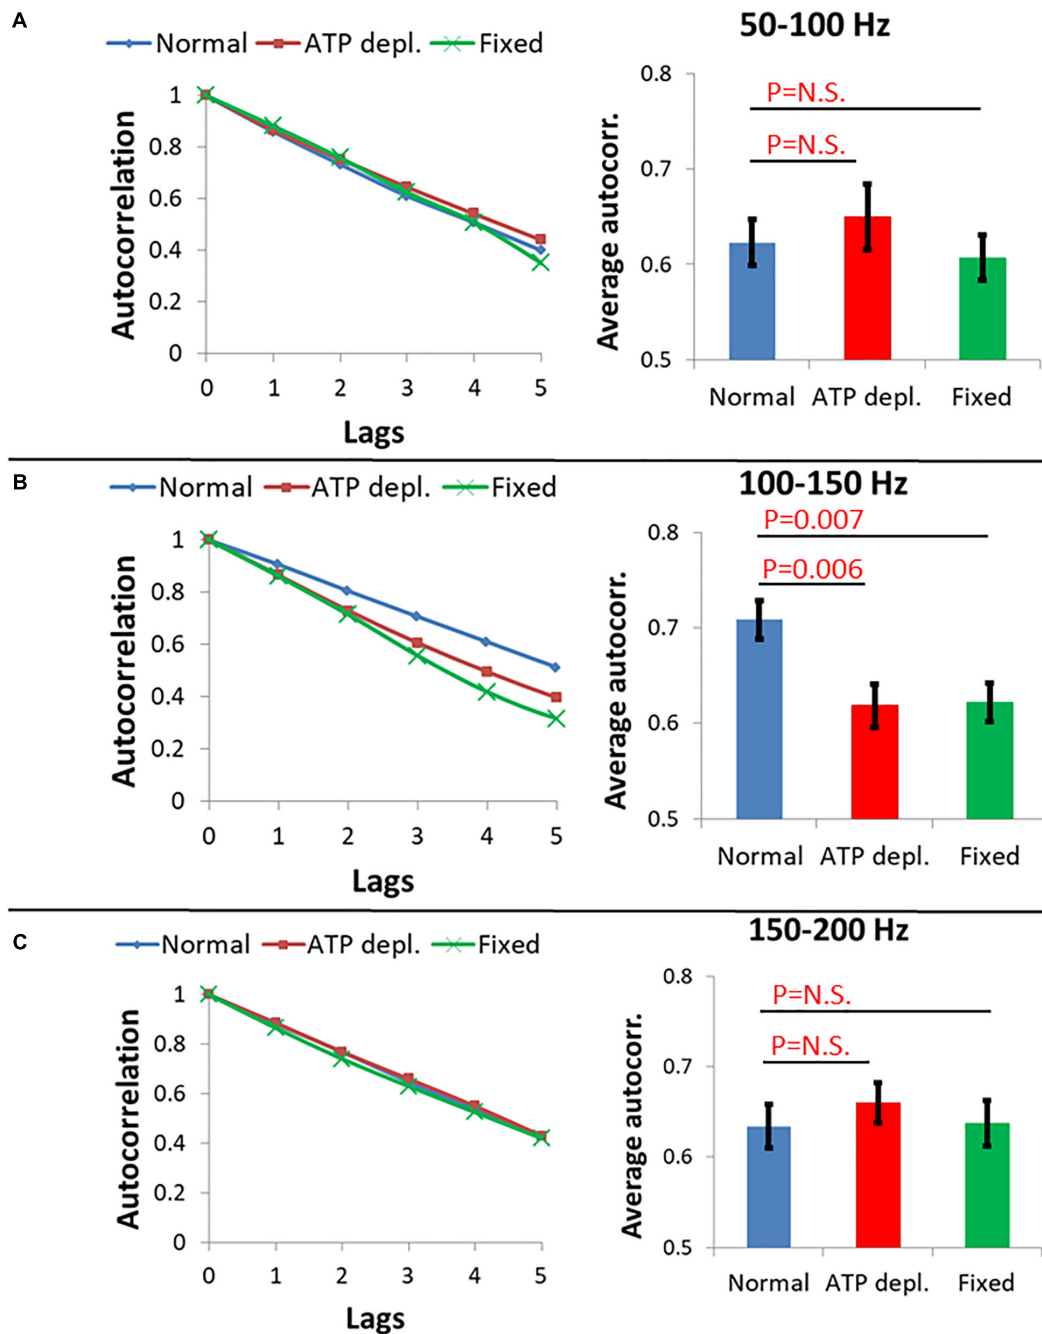 A
Normal ATP depl. Fixed
50-100 Hz
Autocorrelation
1
0.8
0.6
0.4
0.2
0
0 1 2 3 4 5
Lags
Average autocorr.
0.8
0.7
0.6
0.5
P=N.S.
P=N.S.
Normal ATP depl. Fixed
B
Normal ATP depl. Fixed
100-150 Hz
Autocorrelation
1
0.8
0.6
0.4
0.2
0
0 1 2 3 4 5
Lags
Average autocorr.
0.8
0.7
0.6
0.5
P=0.007
P=0.006
Normal ATP depl. Fixed
C
Normal ATP depl. Fixed
150-200 Hz
Autocorrelation
1
0.8
0.6
0.4
0.2
0
0 1 2 3 4 5
Lags
Average autocorr.
0.8
0.7
0.6
0.5
P=N.S.
P=N.S.
Normal ATP depl. Fixed